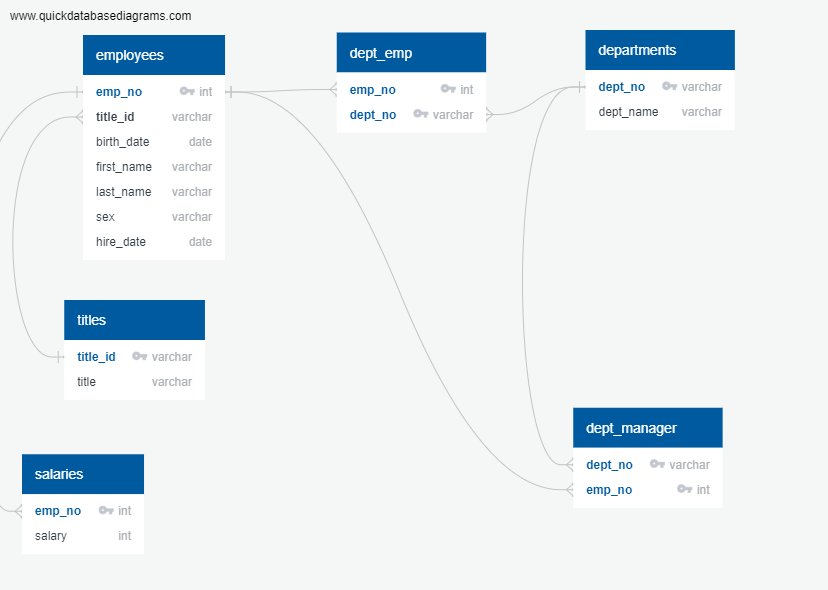 www.quickdatabasediagrams.com
employees
emp_no int
title_id varchar
birth_date date
first_name varchar
last_name varchar
sex varchar
hire_date date
dept_emp
emp_no int
dept_no varchar
departments
dept_no varchar
dept_name varchar
titles
title_id varchar
title varchar
dept_manager
dept_no varchar
emp_no int
salaries
emp_no int
salary int